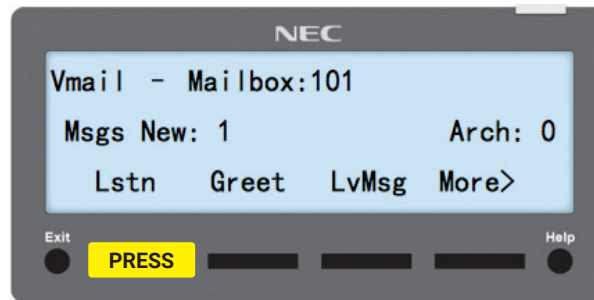 NEC
Vmail - Mailbox:101
Msgs New: 1 Arch: 0
Lstn Greet LvMsg More>
Exit Help
PRESS